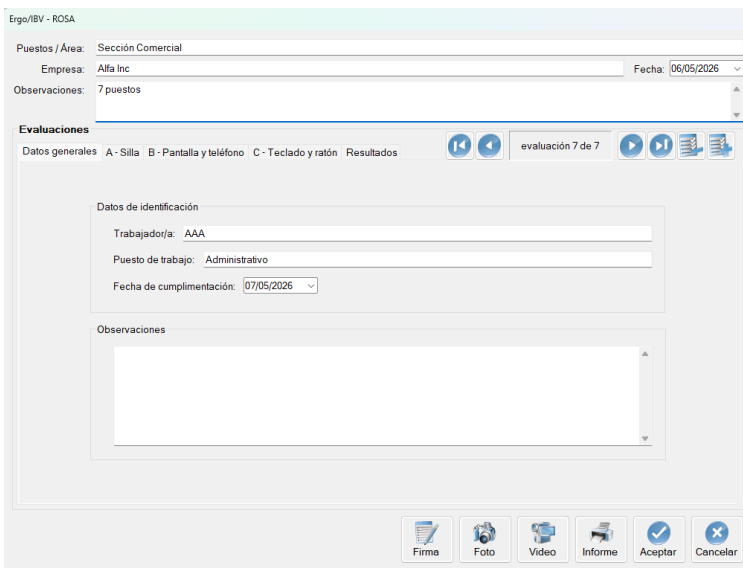 Ergo/IBV - ROSA
Puestos / Área: Sección Comercial
Empresa: Alfa Inc Fecha: 06/05/2026
Observaciones: 7 puestos
Evaluaciones
Datos generales A - Silla B - Pantalla y teléfono C - Teclado y ratón Resultados evaluación 7 de 7
Datos de identificación
Trabajador/a: AAA
Puesto de trabajo: Administrativo
Fecha de cumplimentación: 07/05/2026
Observaciones
Firma Foto Video Informe Aceptar Cancelar